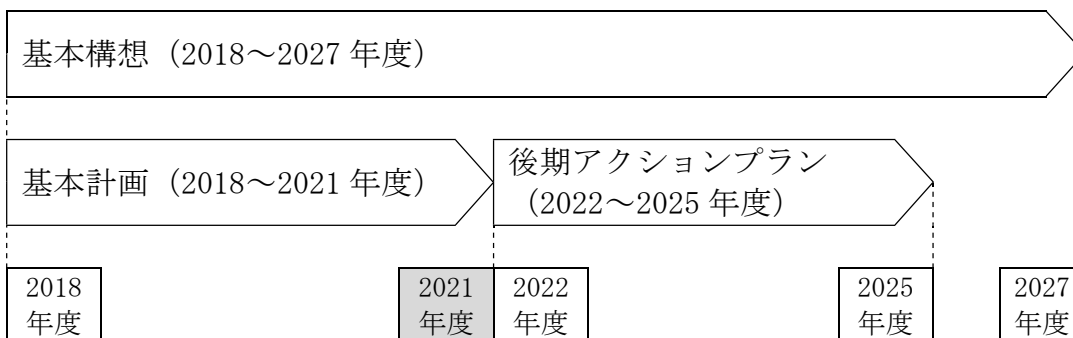 基本構想（2018～2027 年度）
基本計画（2018～2021 年度）
後期アクションプラン
（2022～2025 年度）
2018
年度
2021
年度
2022
年度
2025
年度
2027
年度